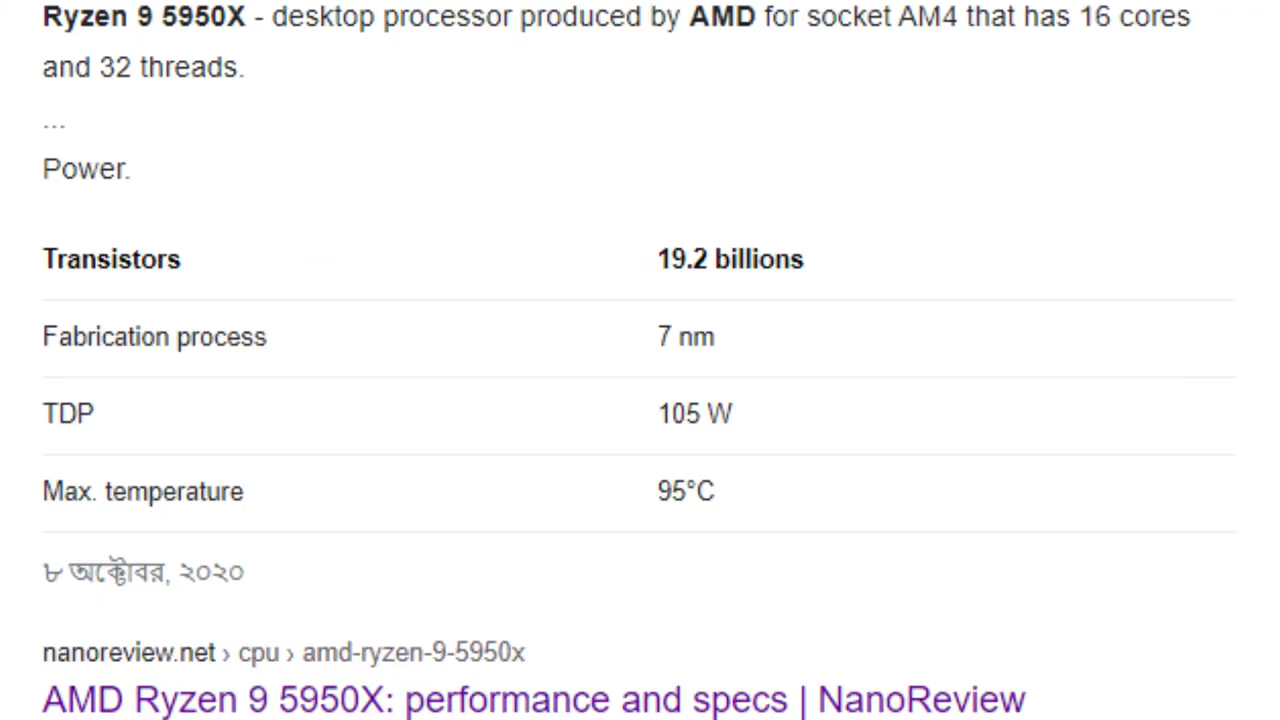 Ryzen 9 5950X - desktop processor produced by AMD for socket AM4 that has 16 cores
and 32 threads.
...
Power.
Transistors 19.2 billions
Fabrication process 7 nm
TDP 105 W
Max. temperature 95°C
৮ অক্টোবর, ২০২০
nanoreview.net › cpu › amd-ryzen-9-5950x
AMD Ryzen 9 5950X: performance and specs | NanoReview